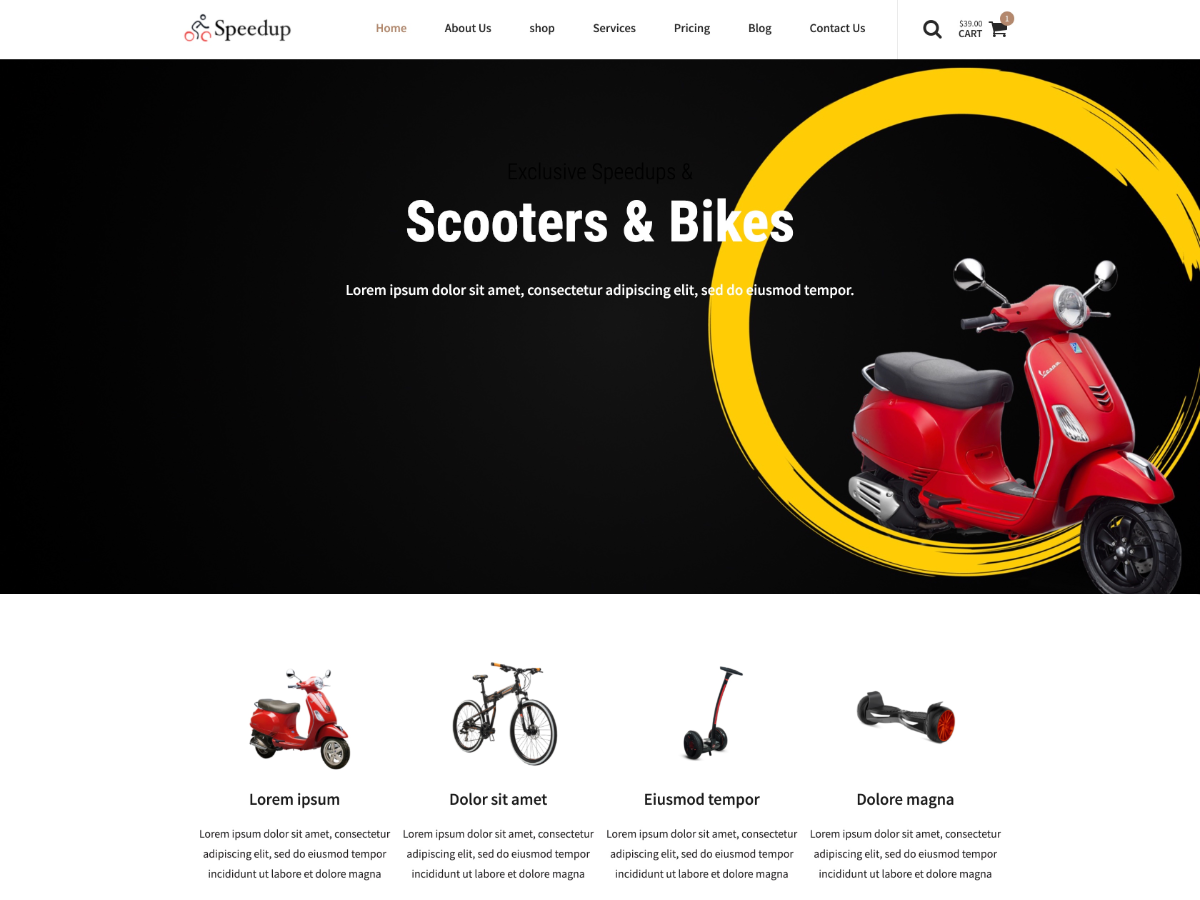 Speedup
Home
About Us
shop
Services
Pricing
Blog
Contact Us
$39.00
CART
1
Exclusive Speedups &
Scooters & Bikes
Lorem ipsum dolor sit amet, consectetur adipiscing elit, sed do eiusmod tempor.
Vespa
Lorem ipsum
Lorem ipsum dolor sit amet, consectetur
adipiscing elit, sed do eiusmod tempor
incididunt ut labore et dolore magna
Dolor sit amet
Lorem ipsum dolor sit amet, consectetur
adipiscing elit, sed do eiusmod tempor
incididunt ut labore et dolore magna
Eiusmod tempor
Lorem ipsum dolor sit amet, consectetur
adipiscing elit, sed do eiusmod tempor
incididunt ut labore et dolore magna
Dolore magna
Lorem ipsum dolor sit amet, consectetur
adipiscing elit, sed do eiusmod tempor
incididunt ut labore et dolore magna